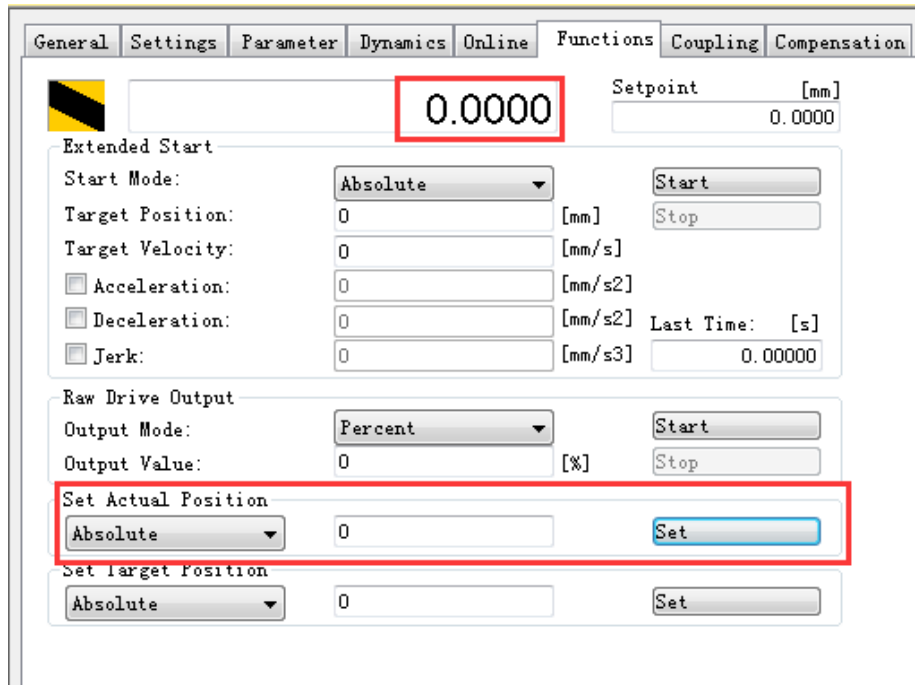 General Settings Parameter Dynamics Online Functions Coupling Compensation
0.0000
Setpoint [mm]
0.0000
Extended Start
Start Mode: Absolute Start
Target Position: 0 [mm] Stop
Target Velocity: 0 [mm/s]
Acceleration: 0 [mm/s2]
Deceleration: 0 [mm/s2] Last Time: [s]
Jerk: 0 [mm/s3] 0.00000
Raw Drive Output
Output Mode: Percent Start
Output Value: 0 [%] Stop
Set Actual Position
Absolute 0 Set
Set Target Position
Absolute 0 Set